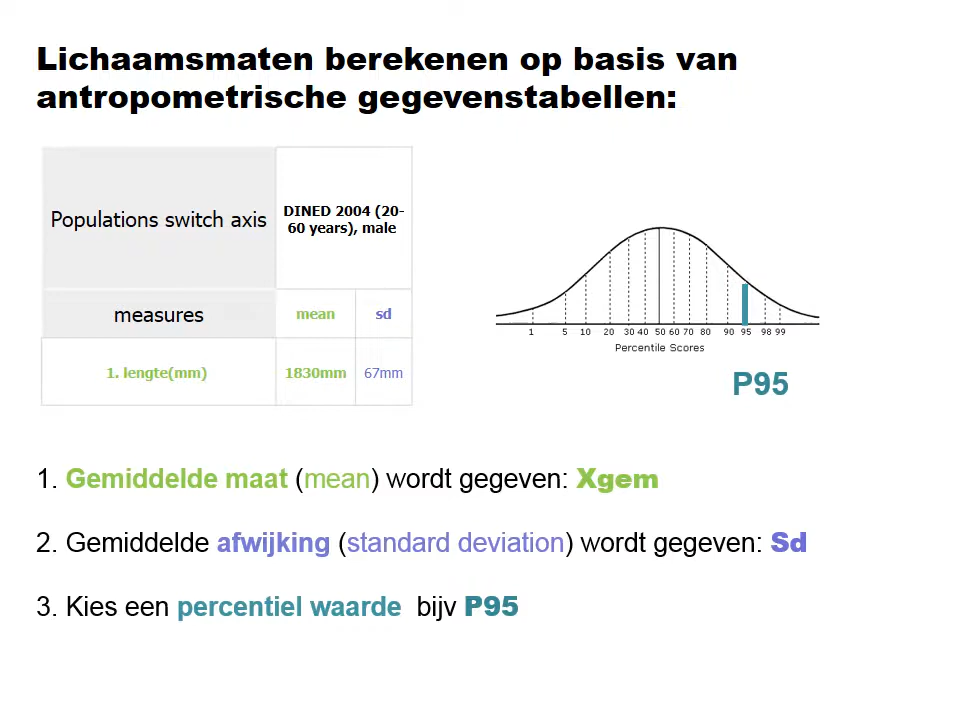 Lichaamsmaten berekenen op basis van
antropometrische gegevenstabellen:
Populations switch axis
DINED 2004 (20-
60 years), male
measures
mean
sd
1. lengte(mm)
1830mm
67mm
1 5 10 20 30 40 50 60 70 80 90 95 98 99
Percentile Scores
P95
1. Gemiddelde maat (mean) wordt gegeven: Xgem
2. Gemiddelde afwijking (standard deviation) wordt gegeven: Sd
3. Kies een percentiel waarde bijv P95